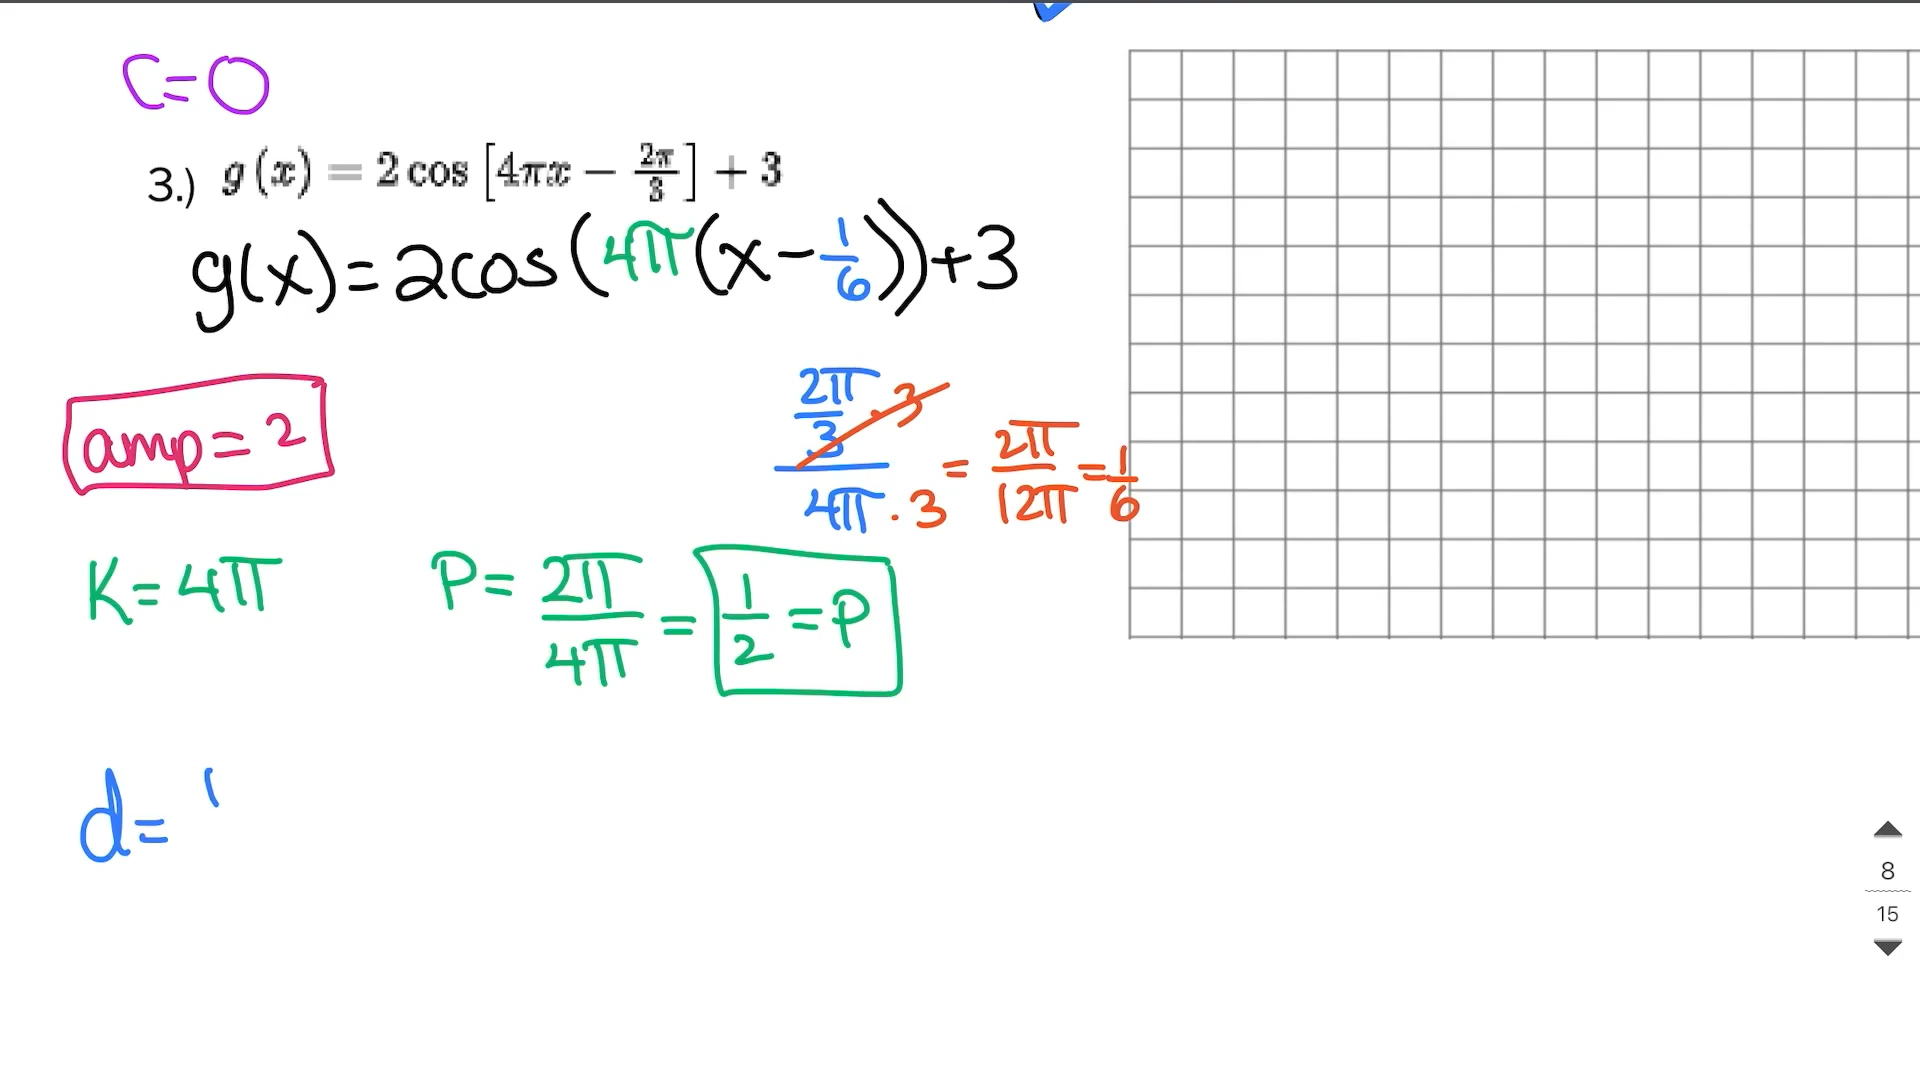 C=0
3.) g(x) = 2 cos [4πx − 2π/3] + 3
g(x)=2cos(4π(x−1/6))+3
amp=2
2π/3 · 3 / 4π · 3 = 2π/12π = 1/6
K=4π
P= 2π/4π = 1/2 =P
d= 
8
15